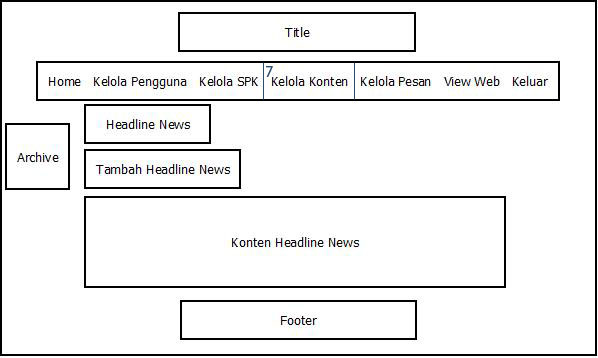 Title
Home Kelola Pengguna Kelola SPK 7 Kelola Konten Kelola Pesan View Web Keluar
Headline News
Archive
Tambah Headline News
Konten Headline News
Footer